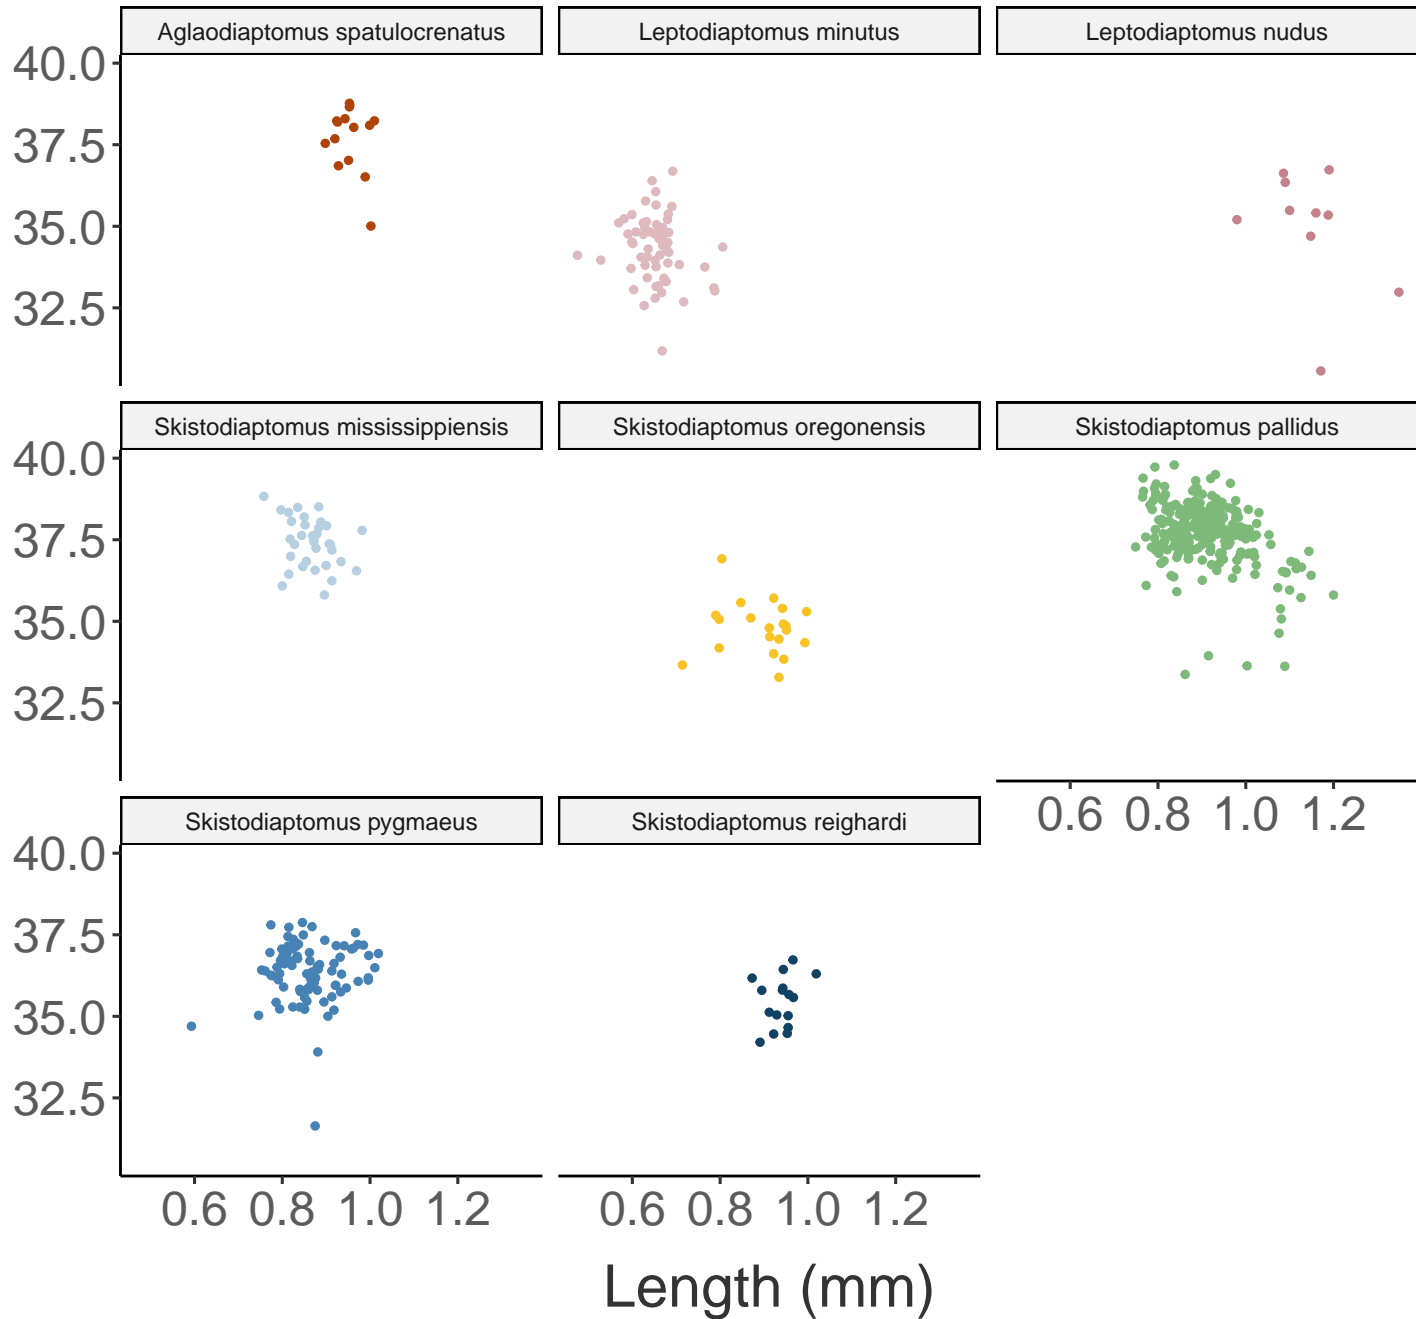 Aglaodiaptomus spatulocrenatus
Leptodiaptomus minutus
Leptodiaptomus nudus
40.0
37.5
35.0
32.5
Skistodiaptomus mississippiensis
Skistodiaptomus oregonensis
Skistodiaptomus pallidus
40.0
37.5
35.0
32.5
0.6 0.8 1.0 1.2
Skistodiaptomus pygmaeus
Skistodiaptomus reighardi
40.0
37.5
35.0
32.5
0.6 0.8 1.0 1.2
0.6 0.8 1.0 1.2
Length (mm)